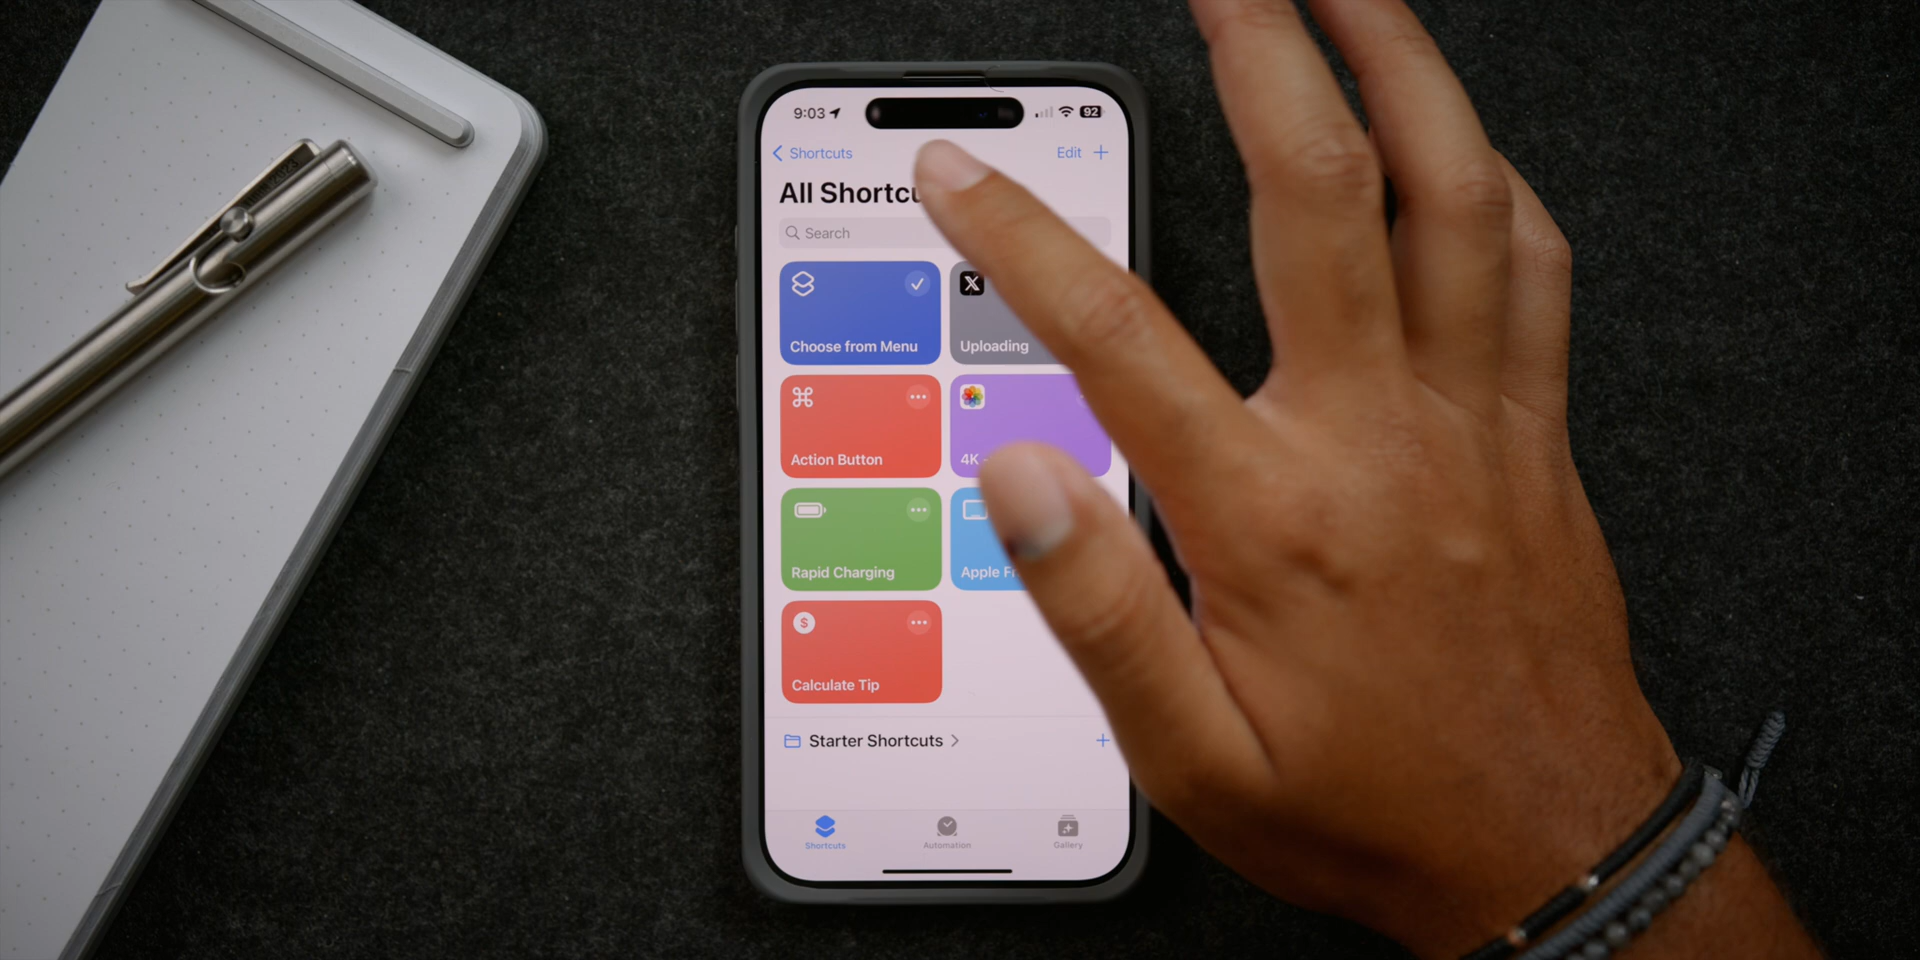 9:03
92
Shortcuts
Edit
All
Search
Choose from Menu
Uploading
Action Button
4K
Rapid Charging
Apple
Calculate Tip
Starter Shortcuts
Shortcuts
Automation
Gallery